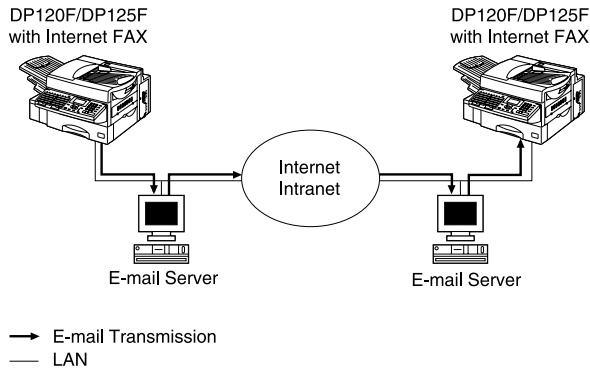 DP120F/DP125F
with Internet FAX
DP120F/DP125F
with Internet FAX
Internet
Intranet
E-mail Server
E-mail Server
E-mail Transmission
LAN